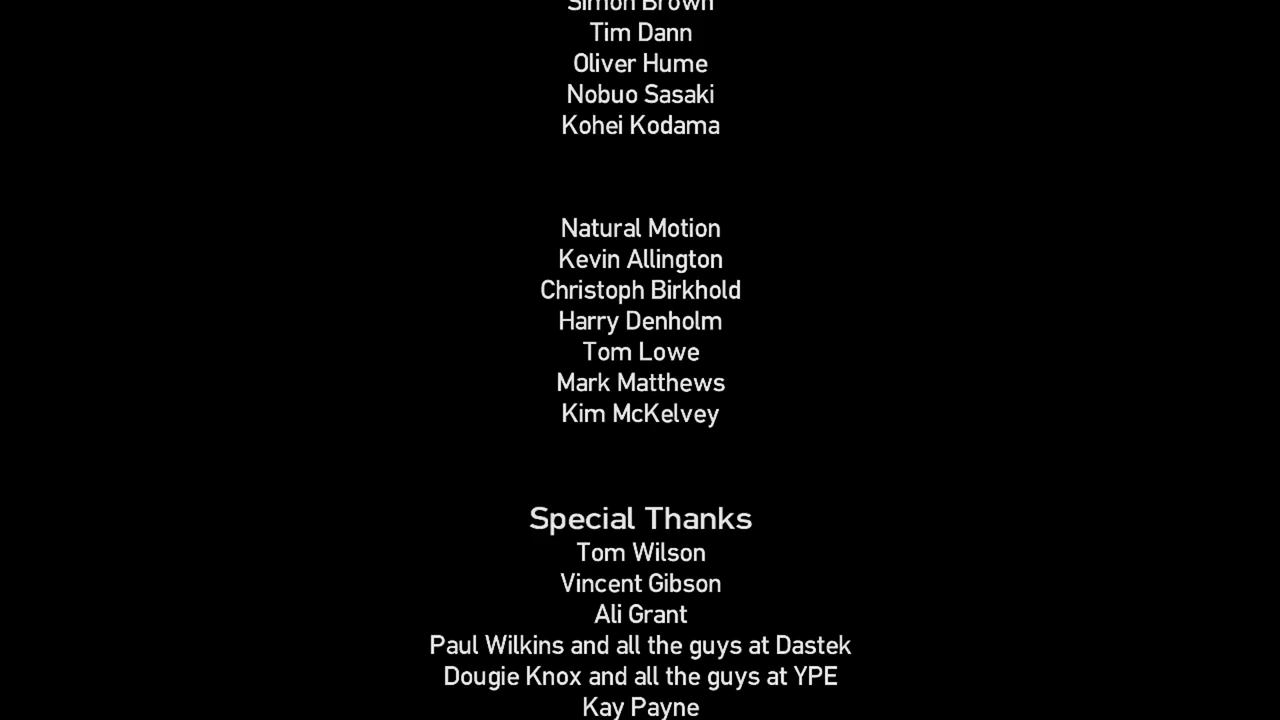 Simon Brown
Tim Dann
Oliver Hume
Nobuo Sasaki
Kohei Kodama
Natural Motion
Kevin Allington
Christoph Birkhold
Harry Denholm
Tom Lowe
Mark Matthews
Kim McKelvey
Special Thanks
Tom Wilson
Vincent Gibson
Ali Grant
Paul Wilkins and all the guys at Dastek
Dougie Knox and all the guys at YPE
Kay Payne